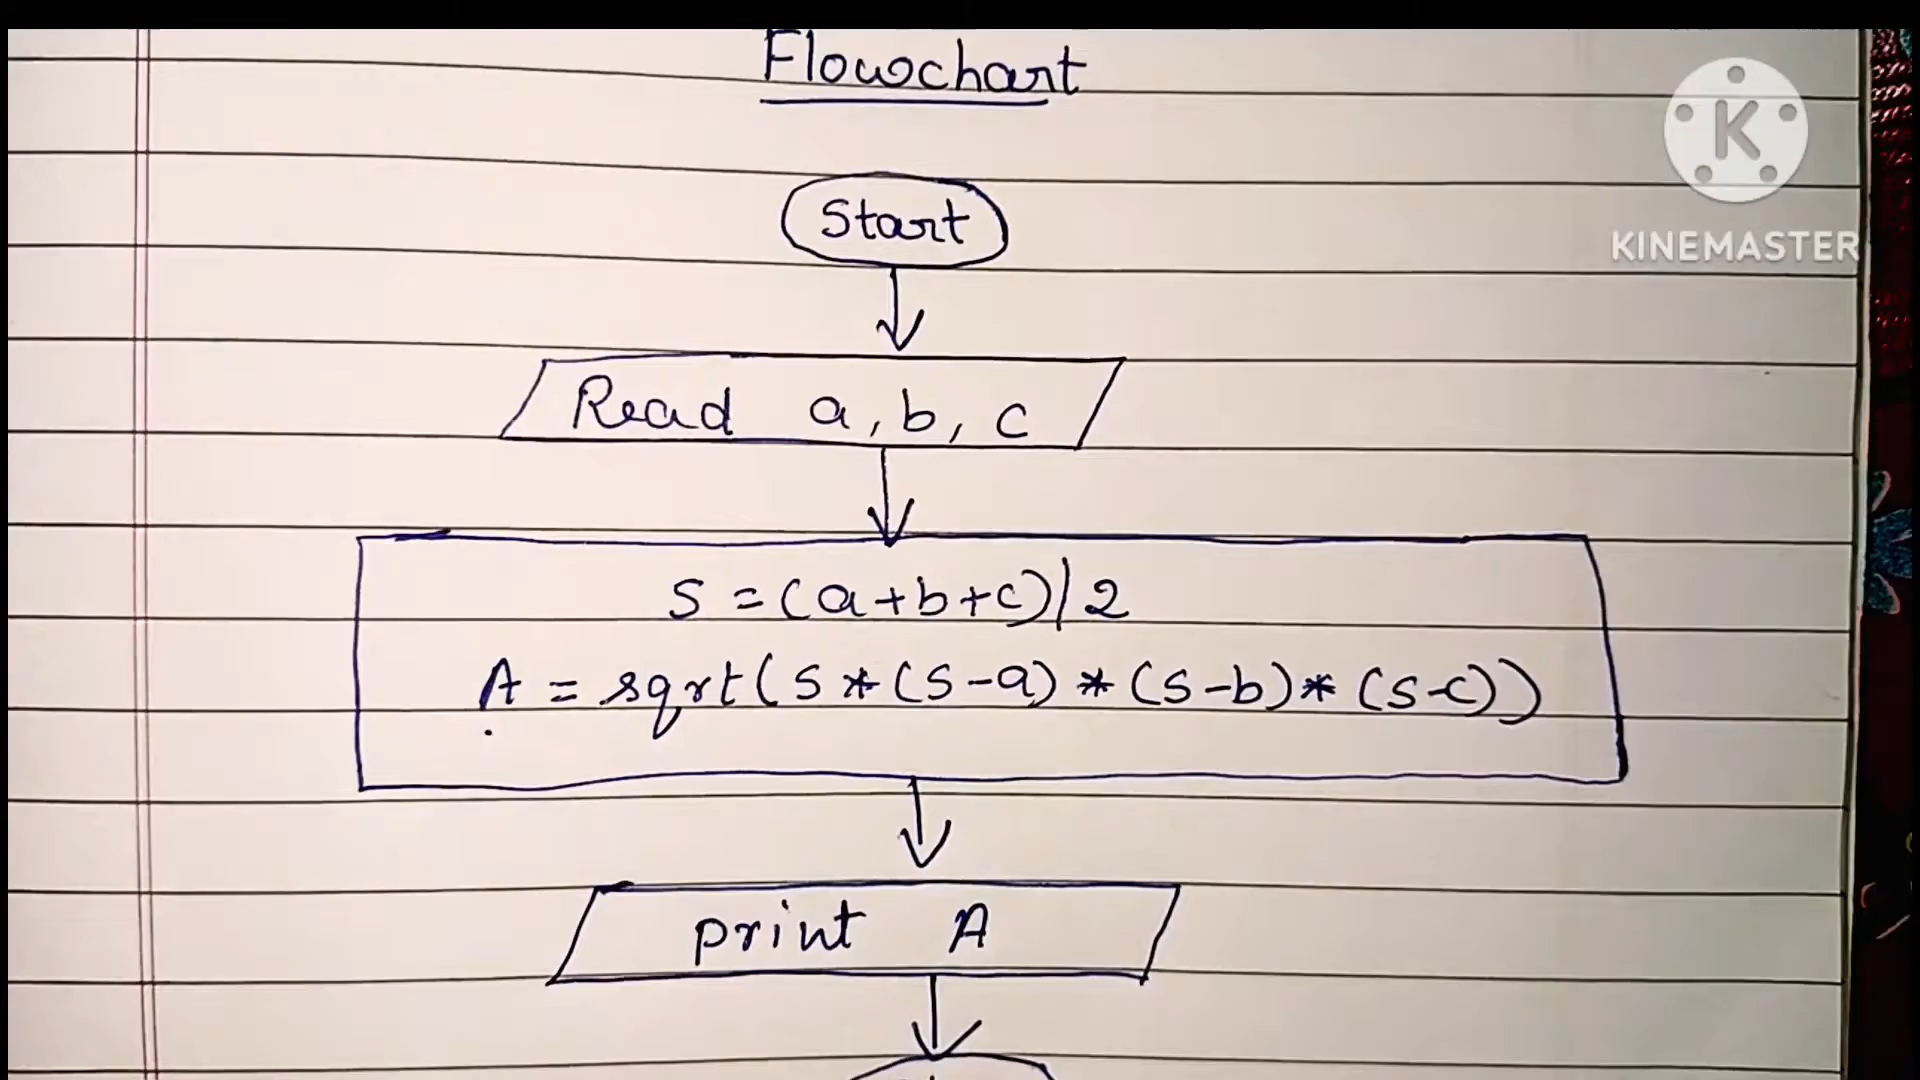 Flowchart
K
KINEMASTER
Start
Read a, b, c
S = (a+b+c)/2
A = sqrt(S*(S-a)*(S-b)*(S-c))
print A